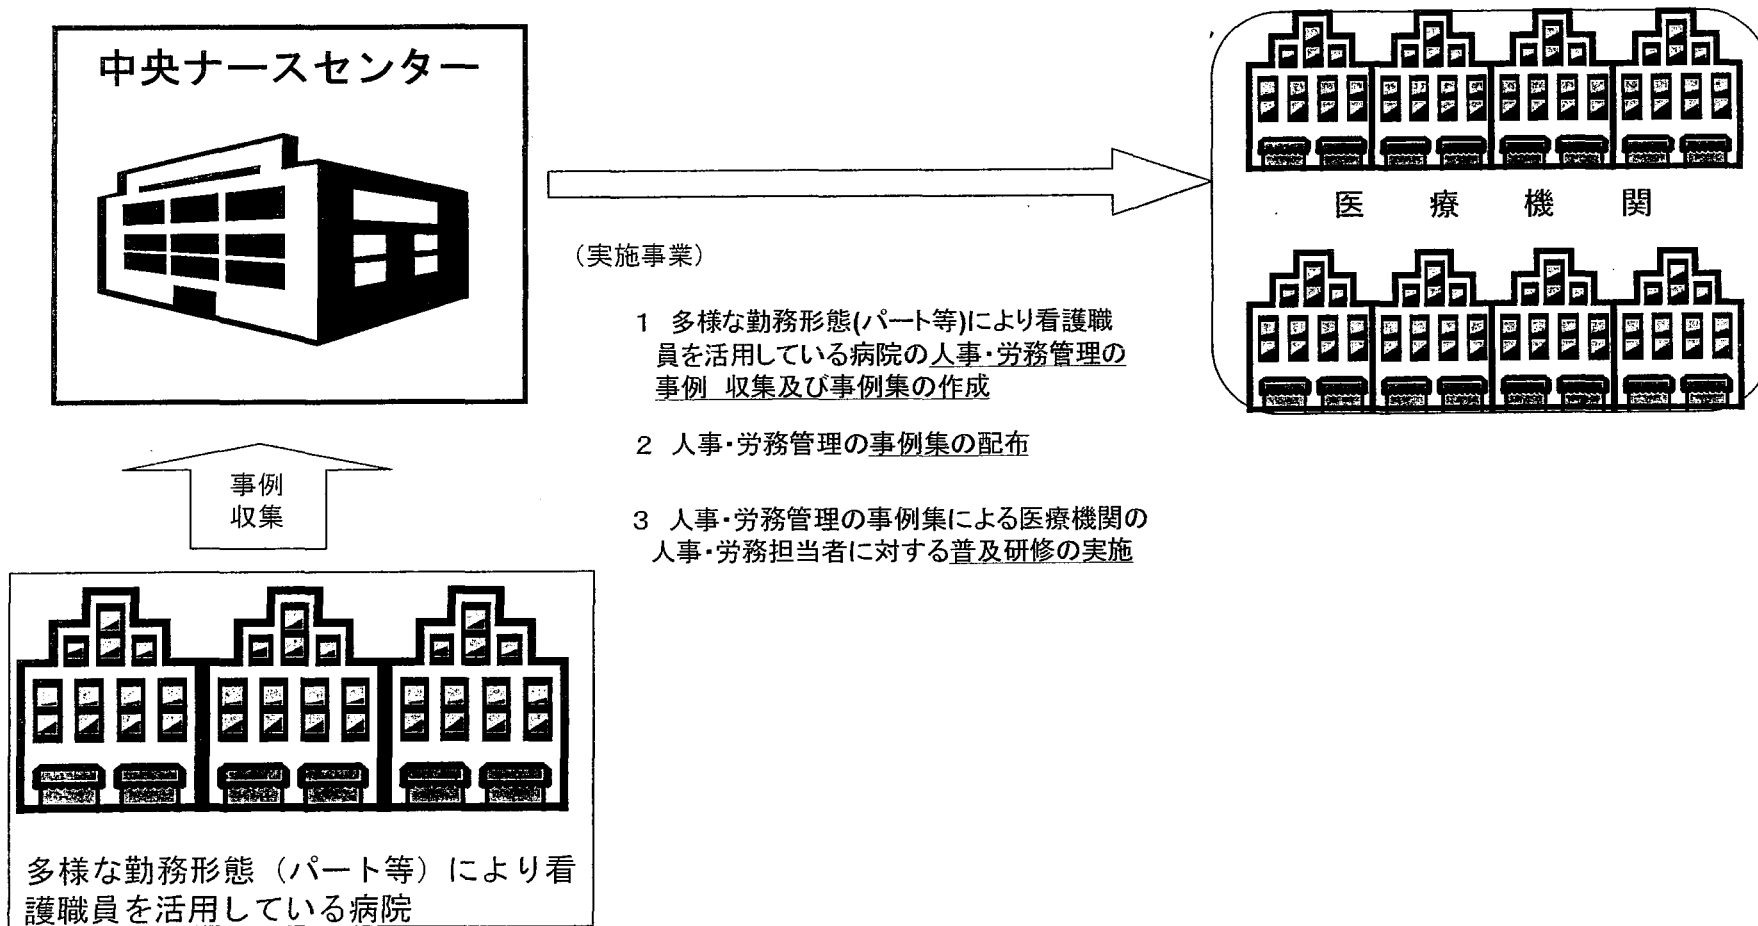 中央ナースセンター
医療機関
(実施事業)
1 多様な勤務形態(パート等)により看護職
員を活用している病院の人事・労務管理の
事例 収集及び事例集の作成
2 人事・労務管理の事例集の配布
3 人事・労務管理の事例集による医療機関の
人事・労務担当者に対する普及研修の実施
事例
収集
多様な勤務形態（パート等）により看
護職員を活用している病院